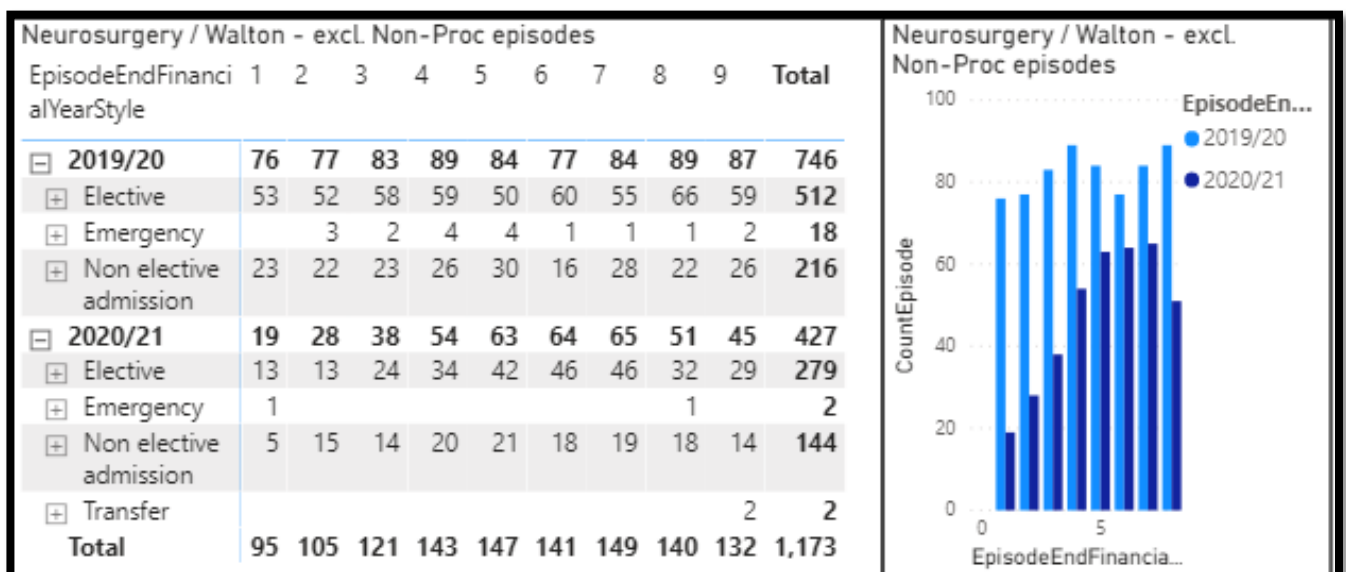 Neurosurgery / Walton - excl. Non-Proc episodes
EpisodeEndFinanci 1 2 3 4 5 6 7 8 9 Total
alYearStyle
2019/20 76 77 83 89 84 77 84 89 87 746
Elective 53 52 58 59 50 60 55 66 59 512
Emergency 3 2 4 4 1 1 1 2 18
Non elective 23 22 23 26 30 16 28 22 26 216
admission
2020/21 19 28 38 54 63 64 65 51 45 427
Elective 13 13 24 34 42 46 46 32 29 279
Emergency 1 1 2
Non elective 5 15 14 20 21 18 19 18 14 144
admission
Transfer 2 2
Total 95 105 121 143 147 141 149 140 132 1,173
Neurosurgery / Walton - excl.
Non-Proc episodes
EpisodeEn...
2019/20
2020/21
CountEpisode
100
80
60
40
20
0
0 5
EpisodeEndFinancia...